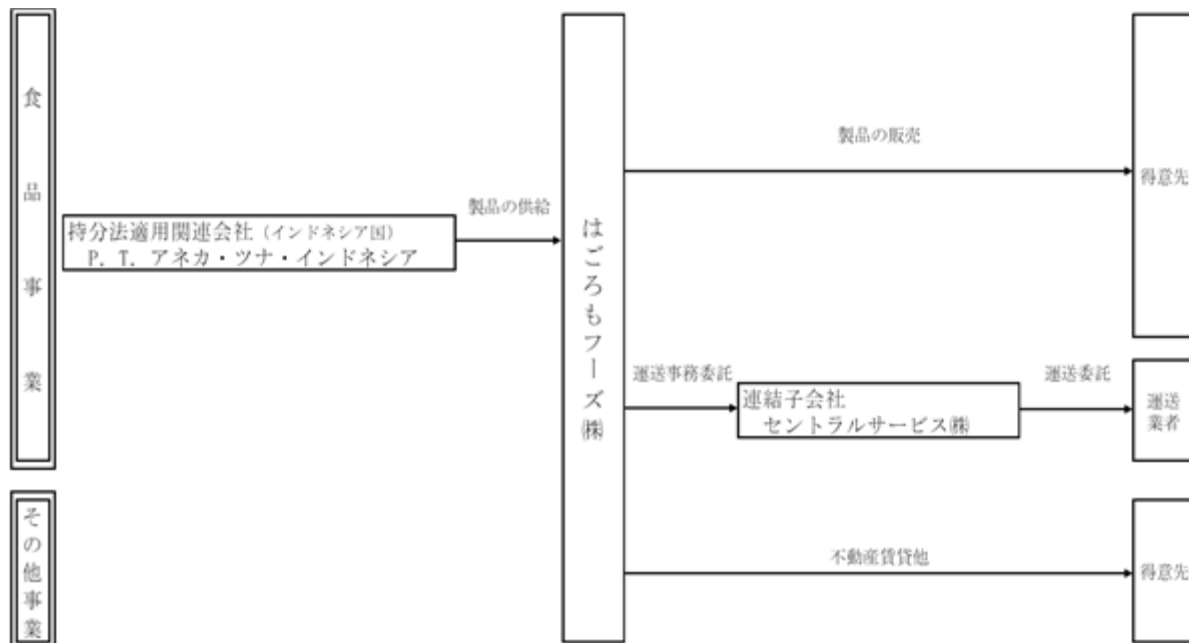 食品事業
持分法適用関連会社（インドネシア国）
P．T．アネカ・ツナ・インドネシア
製品の供給
はごろもフーズ㈱
製品の販売
得意先
運送事務委託
連結子会社
セントラルサービス㈱
運送委託
運送
業者
その他事業
不動産賃貸他
得意先